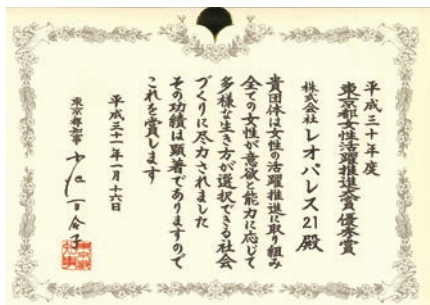 平成三十年度
東京都女性活躍推進大賞優秀賞
株式会社レオパレス21殿
貴団体は女性の活躍推進に取り組み
全ての女性が意欲と能力に応じて
多様な生き方が選択できる社会
づくりに尽力されました
その功績は顕著でありますので
これを賞します
平成三十一年一月十六日
東京都知事 小池百合子